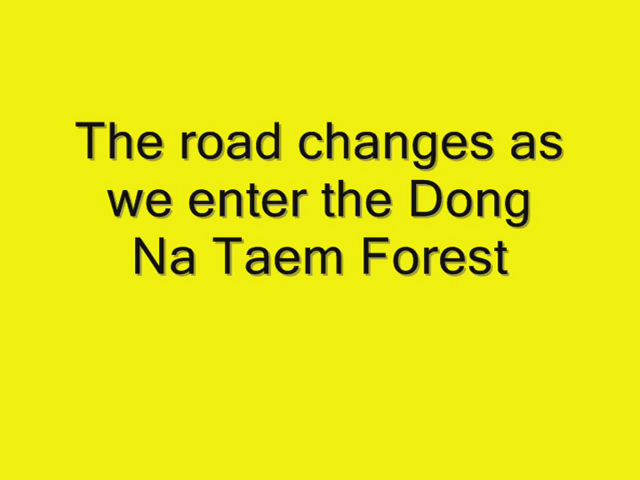 The road changes as
we enter the Dong
Na Taem Forest